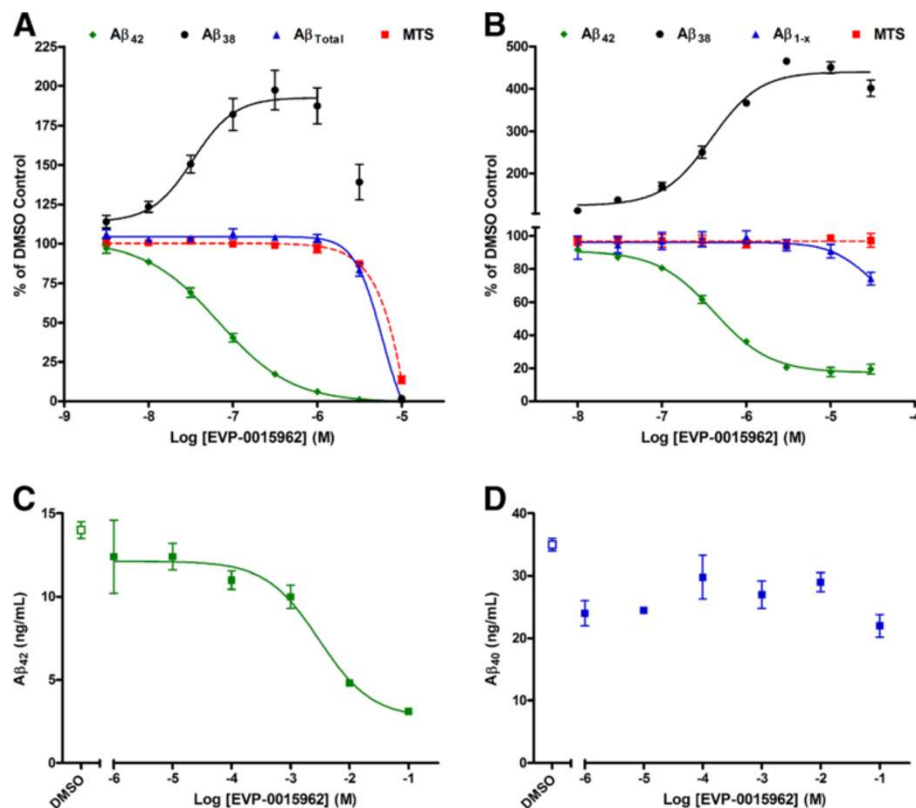 A
Aβ42 Aβ38 AβTotal MTS
% of DMSO Control
225
200
175
150
125
100
75
50
25
0
-9 -8 -7 -6 -5
Log [EVP-0015962] (M)
B
Aβ42 Aβ38 Aβ1-x MTS
% of DMSO Control
500
400
300
200
100
80
60
40
20
0
-8 -7 -6 -5 -4
Log [EVP-0015962] (M)
C
Aβ42 (ng/mL)
15
10
5
0
DMSO -6 -5 -4 -3 -2 -1
Log [EVP-0015962] (M)
D
Aβ40 (ng/mL)
40
30
20
10
0
DMSO -6 -5 -4 -3 -2 -1
Log [EVP-0015962] (M)